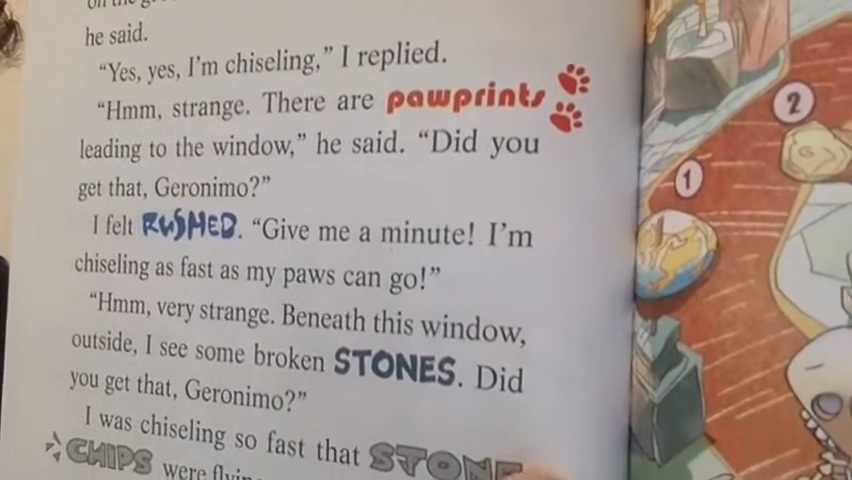 he said.
“Yes, yes, I’m chiseling,” I replied.
“Hmm, strange. There are pawprints
leading to the window,” he said. “Did you
get that, Geronimo?”
I felt RUSHED. “Give me a minute! I’m
chiseling as fast as my paws can go!”
“Hmm, very strange. Beneath this window,
outside, I see some broken STONES. Did
you get that, Geronimo?”
I was chiseling so fast that STONE
CHIPS were
1
2